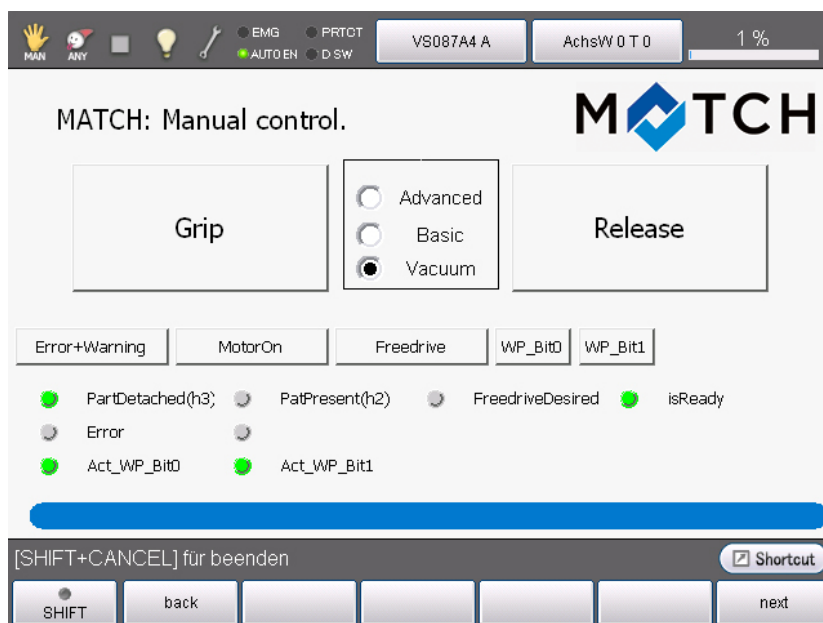 MAN
ANY
EMG
PRTCT
AUTO EN
D SW
VS087A4 A
AchsW 0 T 0
1 %
MATCH: Manual control.
MATCH
Grip
Advanced
Basic
Vacuum
Release
Error+Warning
MotorOn
Freedrive
WP_Bit0
WP_Bit1
PartDetached(h3)
PatPresent(h2)
FreedriveDesired
isReady
Error
Act_WP_Bit0
Act_WP_Bit1
[SHIFT+CANCEL] für beenden
Shortcut
SHIFT
back
next